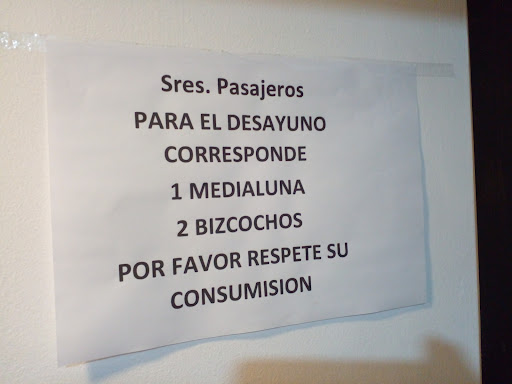 Sres. Pasajeros
PARA EL DESAYUNO
CORRESPONDE
1 MEDIALUNA
2 BIZCOCHOS
POR FAVOR RESPETE SU
CONSUMISION